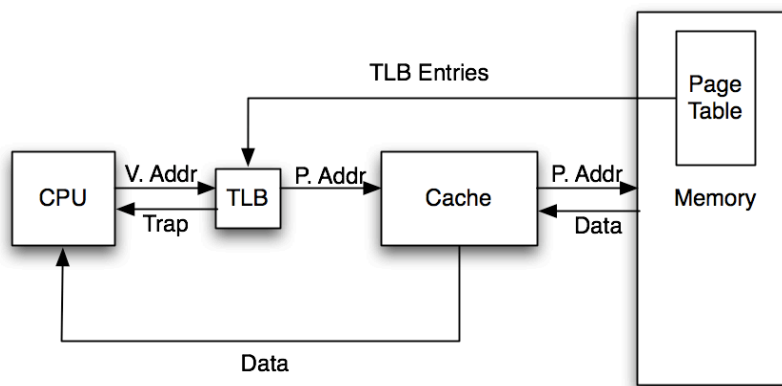 TLB Entries
Page
Table
V. Addr
P. Addr
P. Addr
CPU
TLB
Cache
Memory
Trap
Data
Data